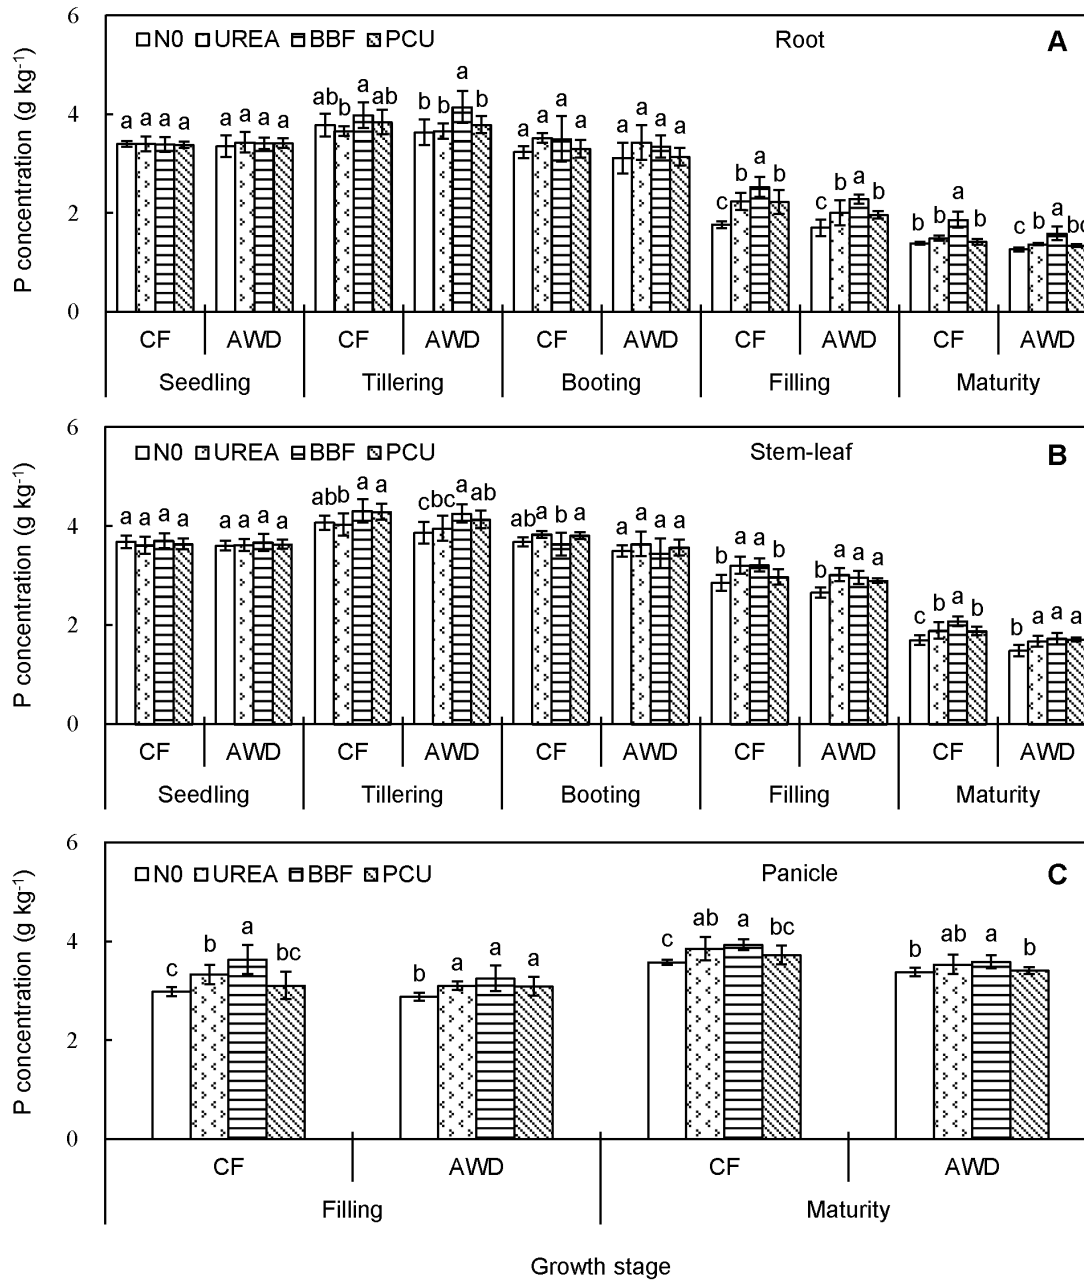 6
N0 UREA BBF PCU Root A
a a a a a a a a ab b a ab b b a b a a a a a a a a c b a b c b a b b b a b c b a bc
4
2
0
P concentration (g kg-1)
CF AWD CF AWD CF AWD CF AWD CF AWD
Seedling Tillering Booting Filling Maturity
6
N0 UREA BBF PCU Stem-leaf B
a a a a a a a a ab b a a c bc a ab ab a b a a a a a b a a b b a a a c b a b b a a a
4
2
0
P concentration (g kg-1)
CF AWD CF AWD CF AWD CF AWD CF AWD
Seedling Tillering Booting Filling Maturity
6
N0 UREA BBF PCU Panicle C
c b a bc b a a a c ab a bc b ab a b
4
2
0
P concentration (g kg-1)
CF AWD CF AWD
Filling Maturity
Growth stage